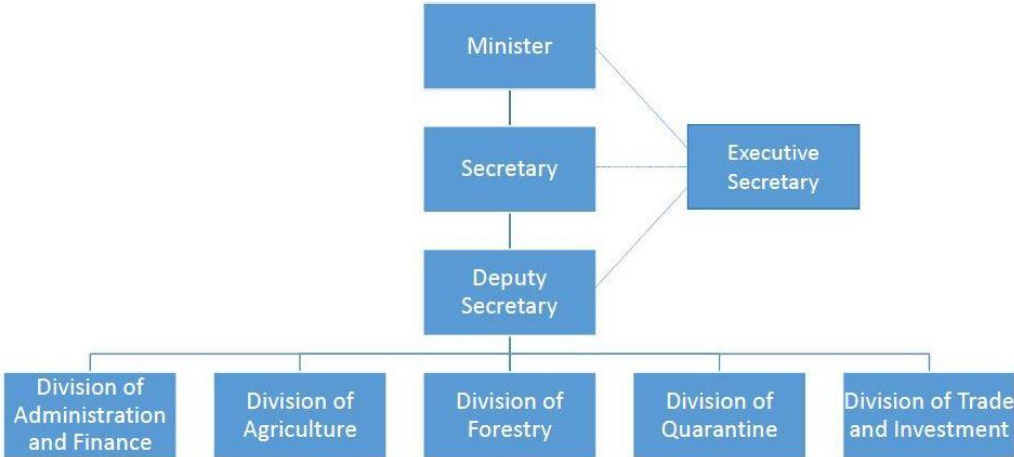 Minister
Secretary
Executive
Secretary
Deputy
Secretary
Division of
Administration
and Finance
Division of
Agriculture
Division of
Forestry
Division of
Quarantine
Division of Trade
and Investment